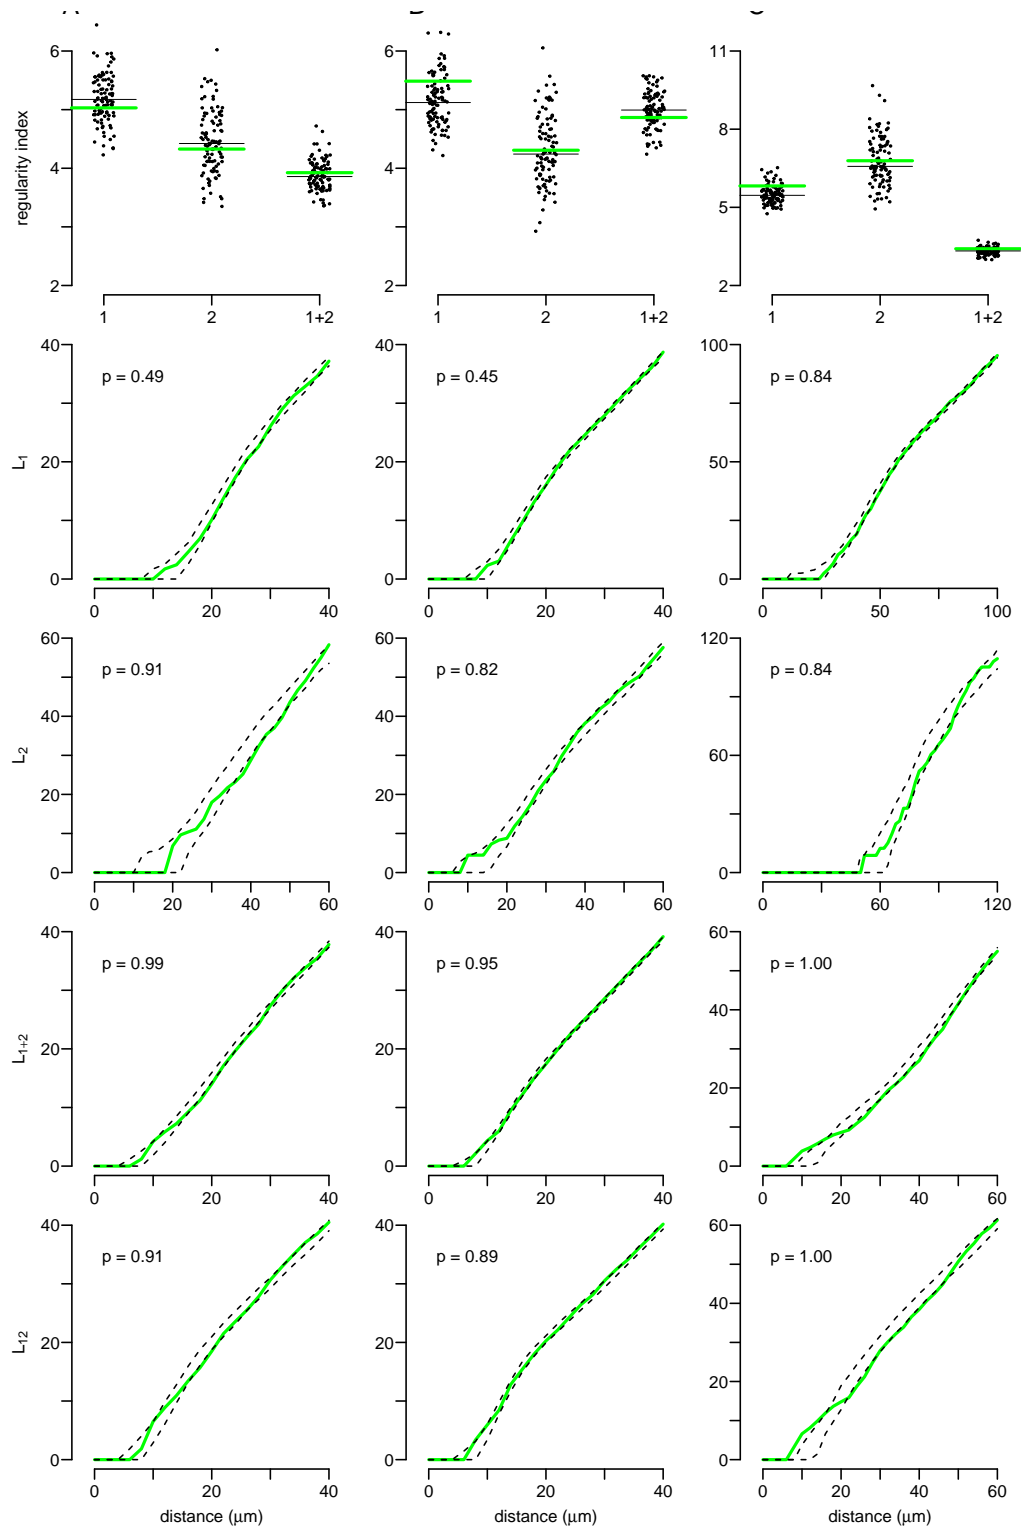 6 6 11
8
regularity index
4 4
5
2 2 2
1 2 1+2 1 2 1+2 1 2 1+2
40 40 100
p = 0.49 p = 0.45 p = 0.84
L1
20 20 50
0 0 0
0 20 40 0 20 40 0 50 100
60 60 120
p = 0.91 p = 0.82 p = 0.84
40 40
L2
60
20 20
0 0 0
0 20 40 60 0 20 40 60 0 60 120
40 40 60
p = 0.99 p = 0.95 p = 1.00
40
L1+2
20 20 20
0 0 0
0 20 40 0 20 40 0 20 40 60
40 40 60
p = 0.91 p = 0.89 p = 1.00
40
L12
20 20 20
0 0 0
0 20 40 0 20 40 0 20 40 60
distance (μm) distance (μm) distance (μm)